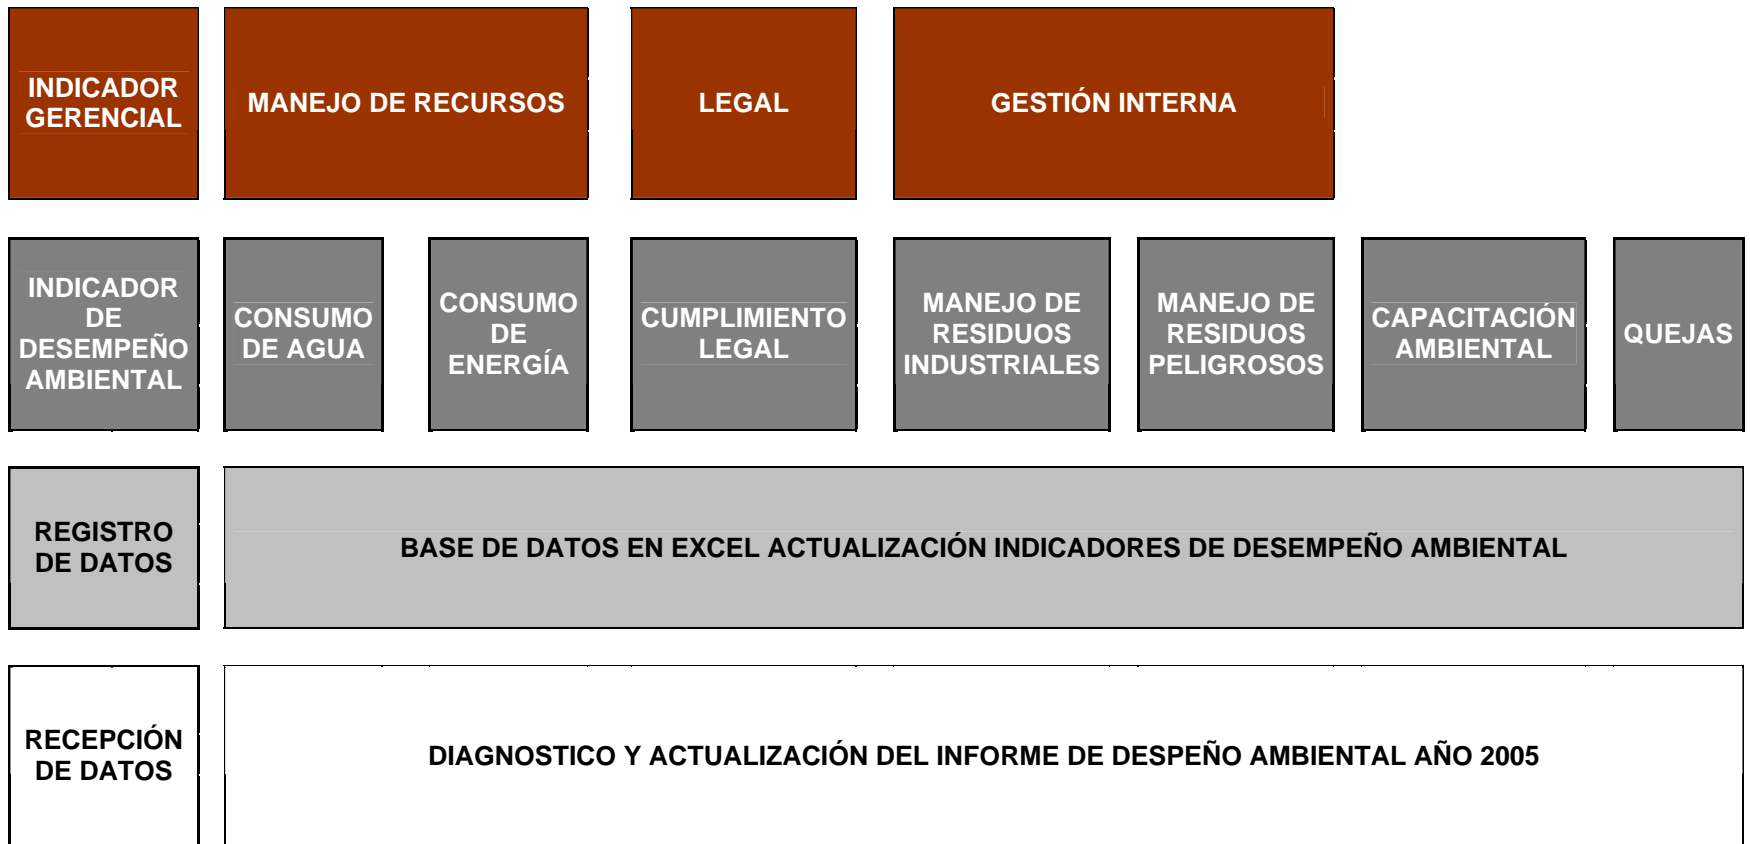 INDICADOR
GERENCIAL
MANEJO DE RECURSOS
LEGAL
GESTIÓN INTERNA
INDICADOR
DE
DESEMPEÑO
AMBIENTAL
CONSUMO
DE AGUA
CONSUMO
DE
ENERGÍA
CUMPLIMIENTO
LEGAL
MANEJO DE
RESIDUOS
INDUSTRIALES
MANEJO DE
RESIDUOS
PELIGROSOS
CAPACITACIÓN
AMBIENTAL
QUEJAS
REGISTRO
DE DATOS
BASE DE DATOS EN EXCEL ACTUALIZACIÓN INDICADORES DE DESEMPEÑO AMBIENTAL
RECEPCIÓN
DE DATOS
DIAGNOSTICO Y ACTUALIZACIÓN DEL INFORME DE DESPEÑO AMBIENTAL AÑO 2005